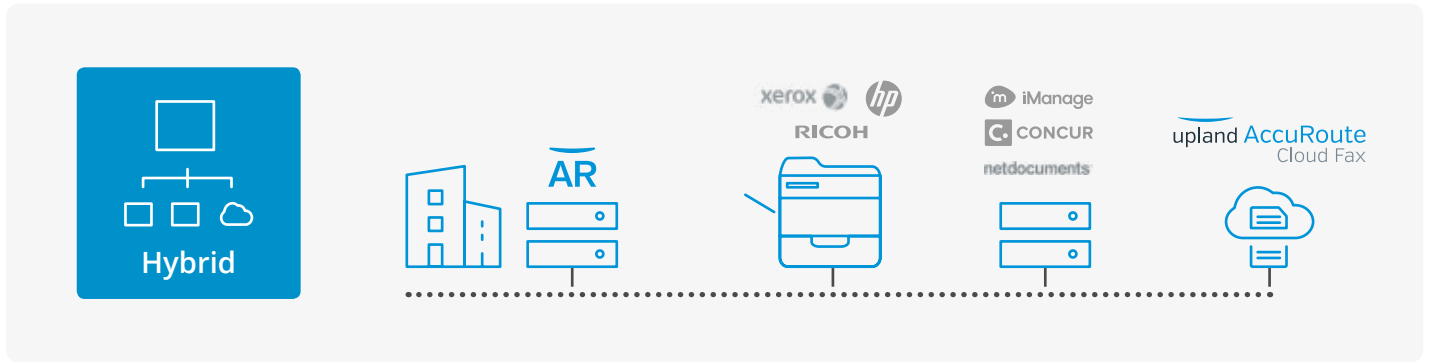 Hybrid
AR
xerox
hp
RICOH
m iManage
C. CONCUR
netdocuments
upland AccuRoute
Cloud Fax